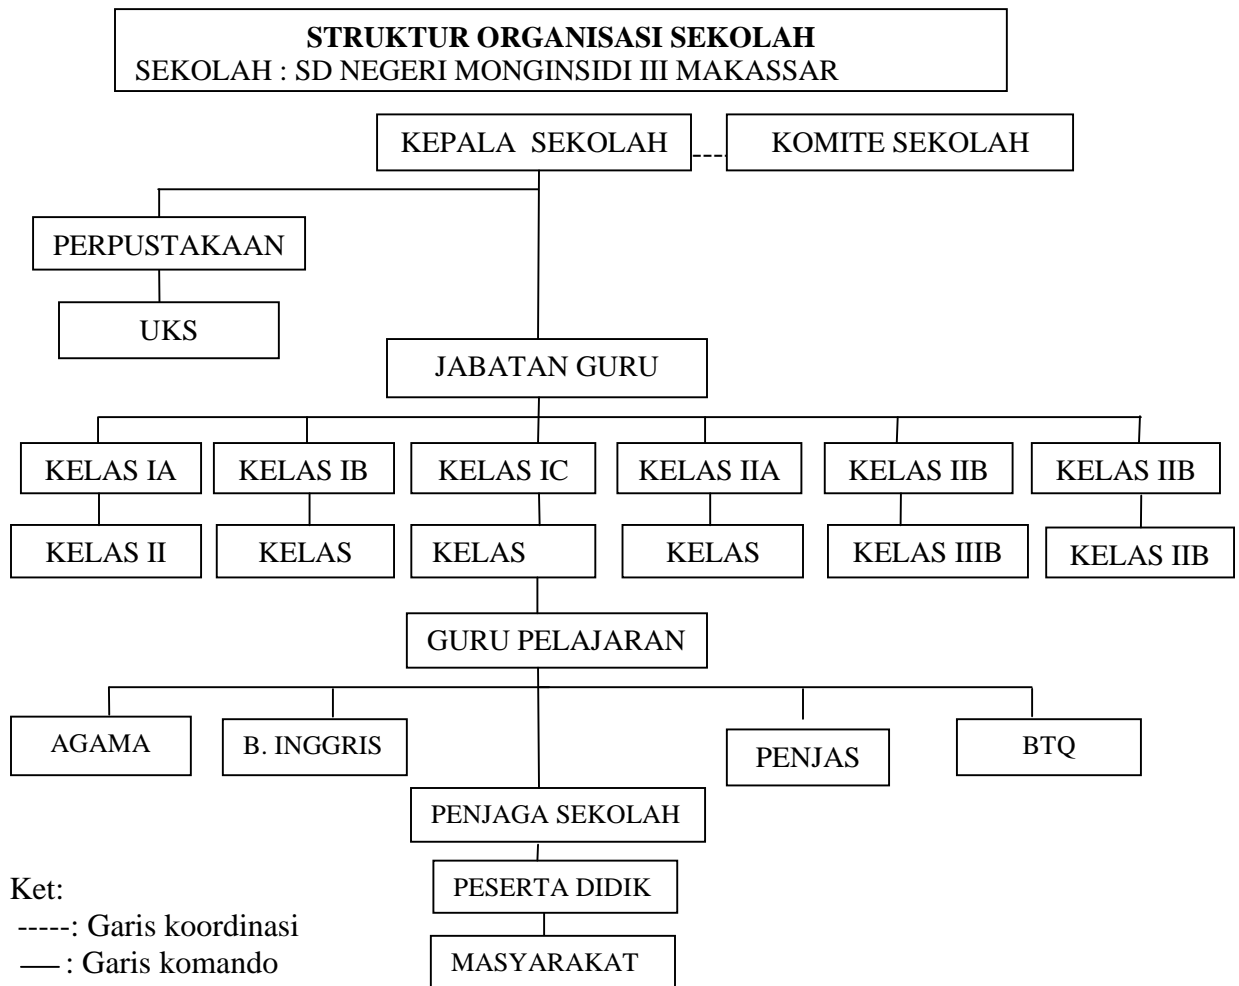 STRUKTUR ORGANISASI SEKOLAH
SEKOLAH : SD NEGERI MONGINSIDI III MAKASSAR
KEPALA SEKOLAH
KOMITE SEKOLAH
PERPUSTAKAAN
UKS
JABATAN GURU
KELAS IA
KELAS IB
KELAS IC
KELAS IIA
KELAS IIB
KELAS IIB
KELAS II
KELAS
KELAS
KELAS
KELAS IIIB
KELAS IIB
GURU PELAJARAN
AGAMA
B. INGGRIS
PENJAS
BTQ
PENJAGA SEKOLAH
PESERTA DIDIK
MASYARAKAT
Ket:
-----: Garis koordinasi
— : Garis komando